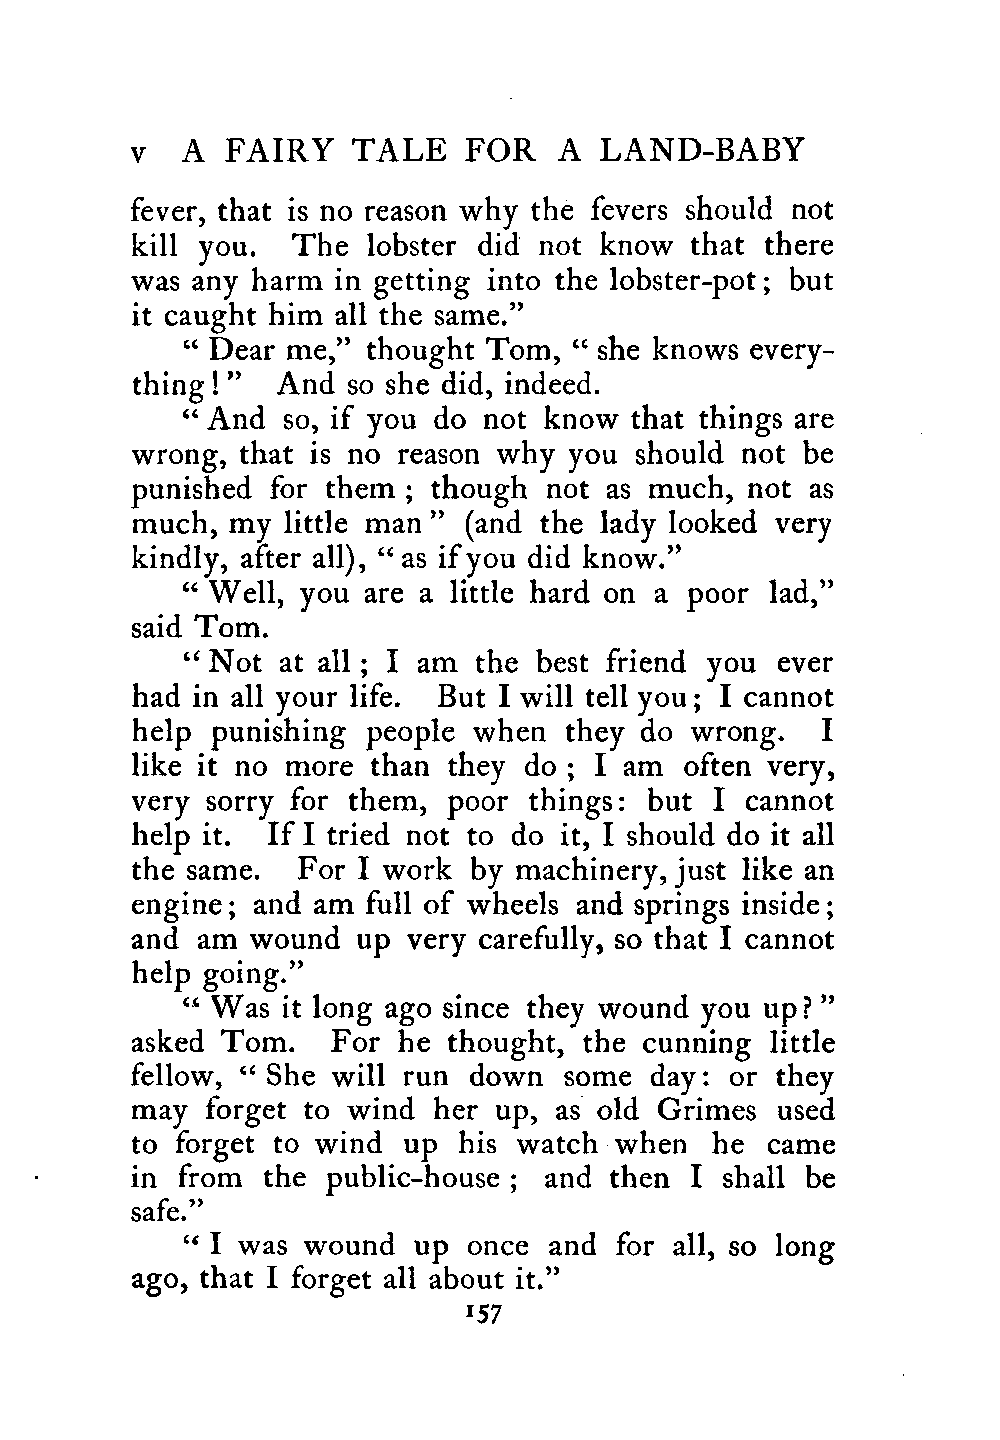 v A FAIRY TALE FOR A LAND-BABY
fever, that is no reason why the fevers should not
kill you. The lobster did not know that there
was any harm in getting into the lobster-pot; but
it caught him all the same.”
“ Dear me,” thought Tom, “ she knows every-
thing!” And so she did, indeed.
“ And so, if you do not know that things are
wrong, that is no reason why you should not be
punished for them ; though not as much, not as
much, my little man ” (and the lady looked very
kindly, after all), “ as if you did know.”
“ Well, you are a little hard on a poor lad,”
said Tom.
“ Not at all ; I am the best friend you ever
had in all your life. But I will tell you ; I cannot
help punishing people when they do wrong. I
like it no more than they do ; I am often very,
very sorry for them, poor things: but I cannot
help it. If I tried not to do it, I should do it all
the same. For I work by machinery, just like an
engine ; and am full of wheels and springs inside ;
and am wound up very carefully, so that I cannot
help going.”
“ Was it long ago since they wound you up? ”
asked Tom. For he thought, the cunning little
fellow, “ She will run down some day: or they
may forget to wind her up, as old Grimes used
to forget to wind up his watch when he came
in from the public-house ; and then I shall be
safe.”
“ I was wound up once and for all, so long
ago, that I forget all about it.”
157